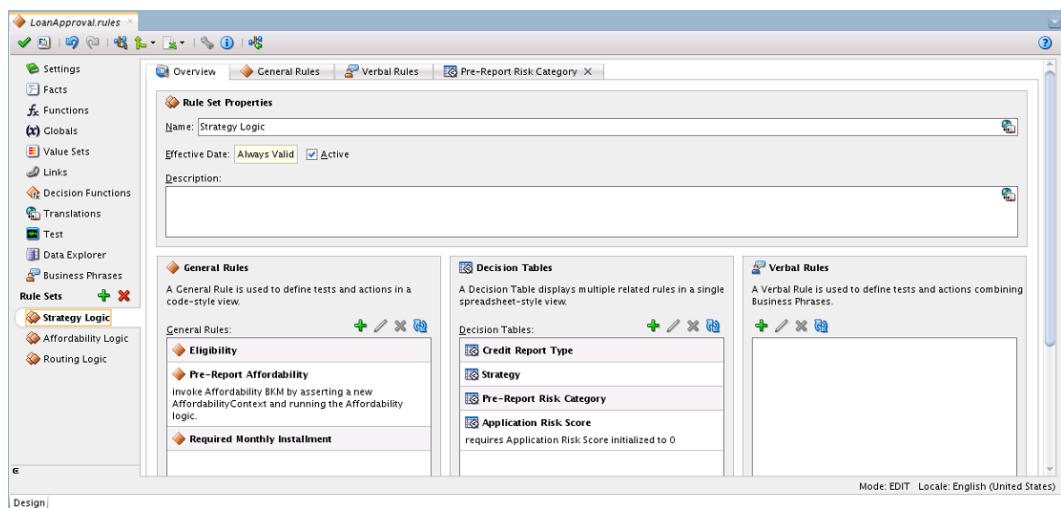 LoanApproval.rules
Settings
Facts
Functions
Globals
Value Sets
Links
Decision Functions
Translations
Test
Data Explorer
Business Phrases
Rule Sets
Strategy Logic
Affordability Logic
Routing Logic
Overview
General Rules
Verbal Rules
Pre-Report Risk Category
Rule Set Properties
Name: Strategy Logic
Effective Date: Always Valid Active
Description:
General Rules
A General Rule is used to define tests and actions in a
code-style view.
General Rules:
Eligibility
Pre-Report Affordability
invoke Affordability BKM by asserting a new
AffordabilityContext and running the Affordability
logic.
Required Monthly Installment
Decision Tables
A Decision Table displays multiple related rules in a single
spreadsheet-style view.
Decision Tables:
Credit Report Type
Strategy
Pre-Report Risk Category
Application Risk Score
requires Application Risk Score initialized to 0
Verbal Rules
A Verbal Rule is used to define tests and actions combining
Business Phrases.
Mode: EDIT Locale: English (United States)
Design